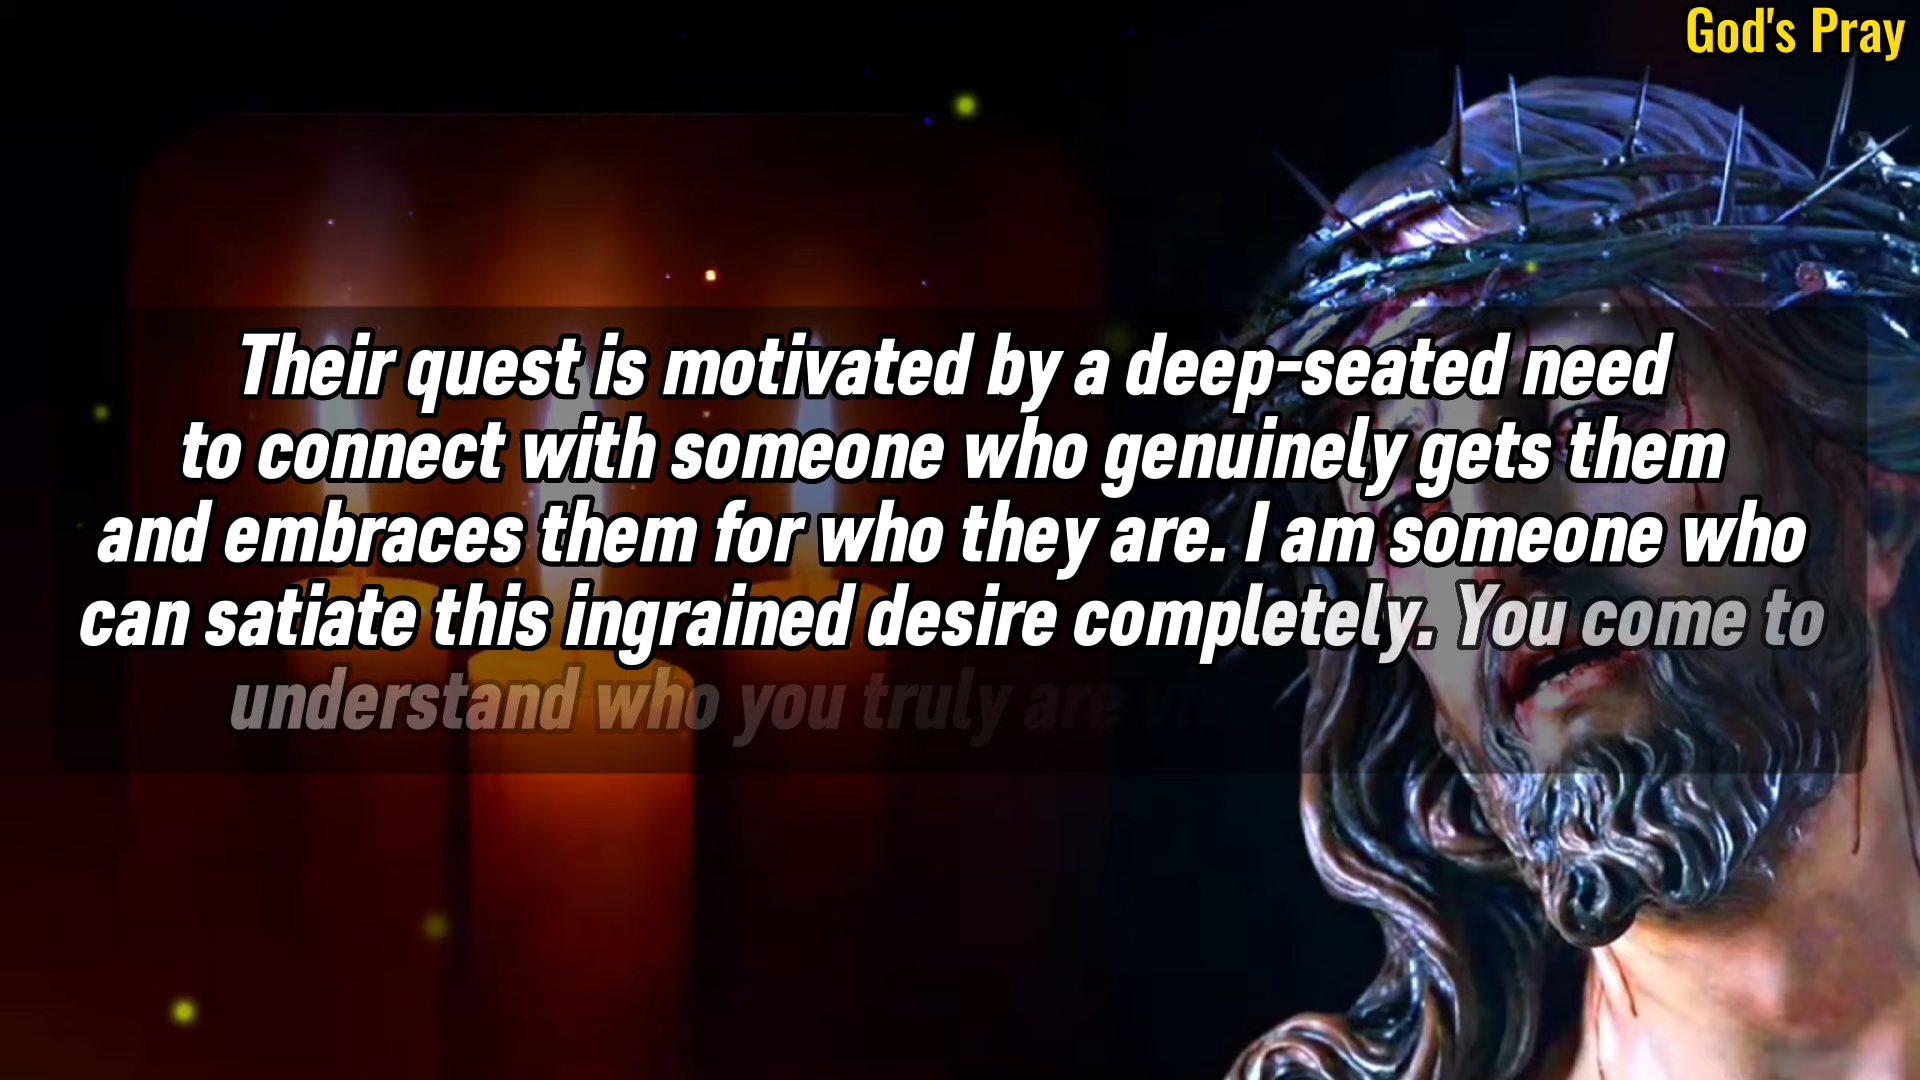 God's Pray
Their quest is motivated by a deep-seated need
to connect with someone who genuinely gets them
and embraces them for who they are. I am someone who
can satiate this ingrained desire completely. You come to
understand who you truly are